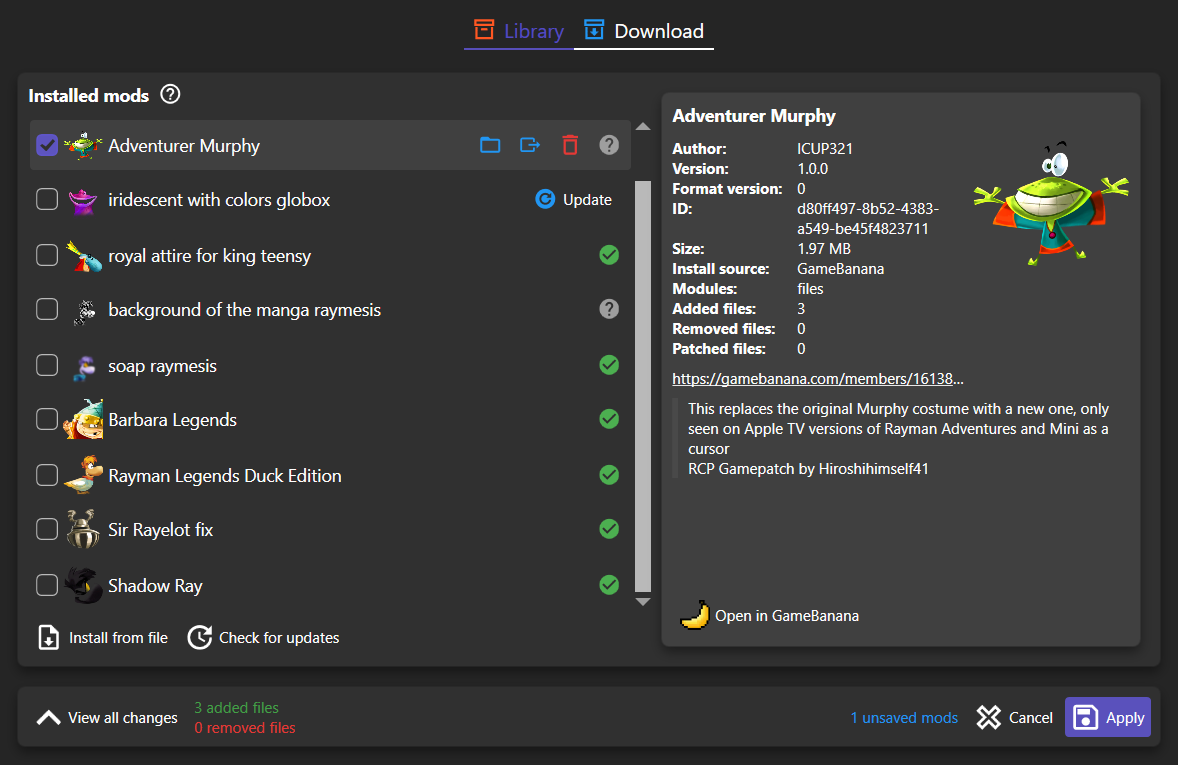 Library
Download
Installed mods
Adventurer Murphy
iridescent with colors globox
Update
royal attire for king teensy
background of the manga raymesis
soap raymesis
Barbara Legends
Rayman Legends Duck Edition
Sir Rayelot fix
Shadow Ray
Install from file
Check for updates
Adventurer Murphy
Author: ICUP321
Version: 1.0.0
Format version: 0
ID: d80ff497-8b52-4383-
a549-be45f4823711
Size: 1.97 MB
Install source: GameBanana
Modules: files
Added files: 3
Removed files: 0
Patched files: 0
https://gamebanana.com/members/16138...
This replaces the original Murphy costume with a new one, only
seen on Apple TV versions of Rayman Adventures and Mini as a
cursor
RCP Gamepatch by Hiroshihimself41
Open in GameBanana
View all changes
3 added files
0 removed files
1 unsaved mods
Cancel
Apply